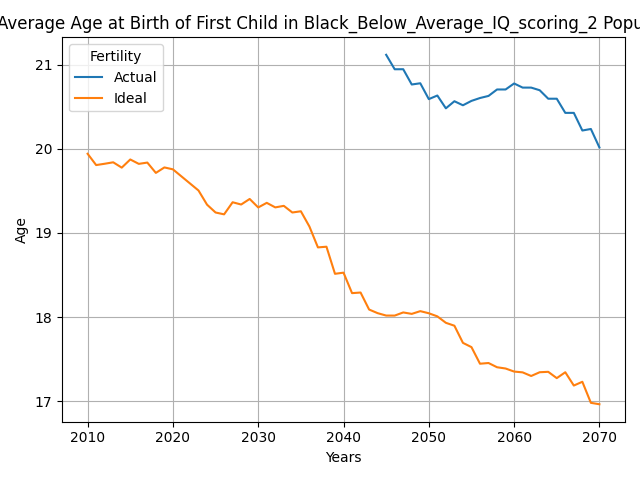 Average Age at Birth of First Child in Black_Below_Average_IQ_scoring_2 Popu
Fertility
Actual
Ideal
21
20
19
18
17
Age
2010 2020 2030 2040 2050 2060 2070
Years